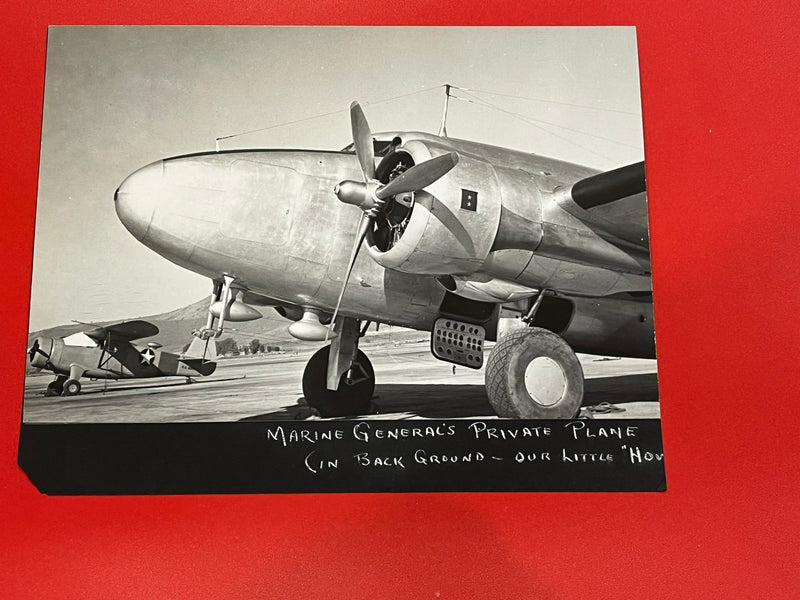 MARINE GENERAL'S PRIVATE PLANE
(IN BACK GROUND - OUR LITTLE "HOV